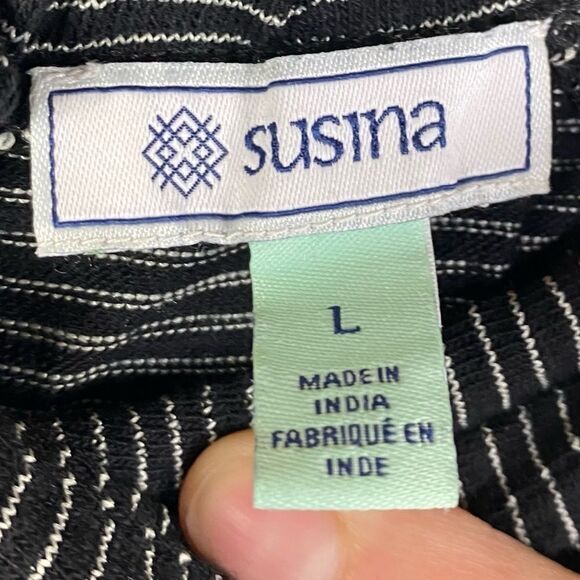 susina
L
MADE IN
INDIA
FABRIQUÉ EN
INDE